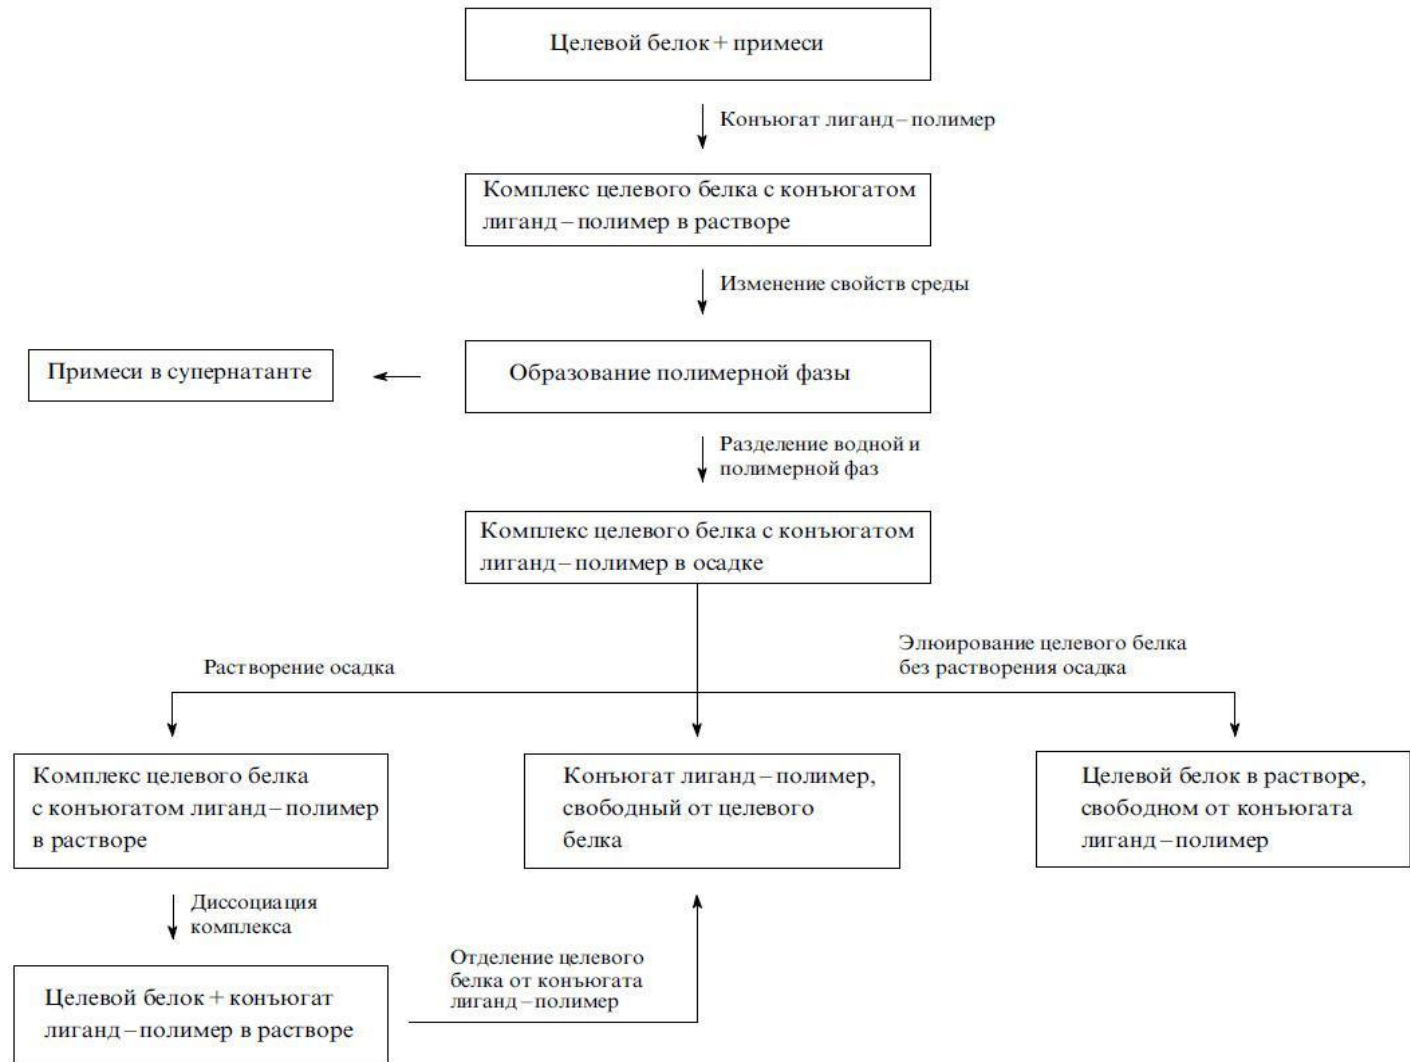 Целевой белок + примеси
Конъюгат лиганд – полимер
Комплекс целевого белка с конъюгатом
лиганд – полимер в растворе
Изменение свойств среды
Примеси в супернатанте
Образование полимерной фазы
Разделение водной и
полимерной фаз
Комплекс целевого белка с конъюгатом
лиганд – полимер в осадке
Растворение осадка
Элюирование целевого белка
без растворения осадка
Комплекс целевого белка
с конъюгатом лиганд – полимер
в растворе
Конъюгат лиганд – полимер,
свободный от целевого
белка
Целевой белок в растворе,
свободном от конъюгата
лиганд – полимер
Диссоциация
комплекса
Отделение целевого
белка от конъюгата
лиганд – полимер
Целевой белок + конъюгат
лиганд – полимер в растворе